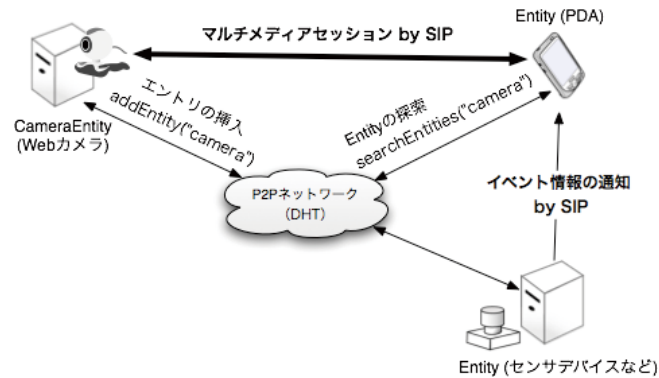 マルチメディアセッション by SIP
Entity (PDA)
エントリの挿入
addEntity("camera")
Entityの探索
searchEntities("camera")
CameraEntity
(Webカメラ)
P2Pネットワーク
(DHT)
イベント情報の通知
by SIP
Entity (センサデバイスなど)